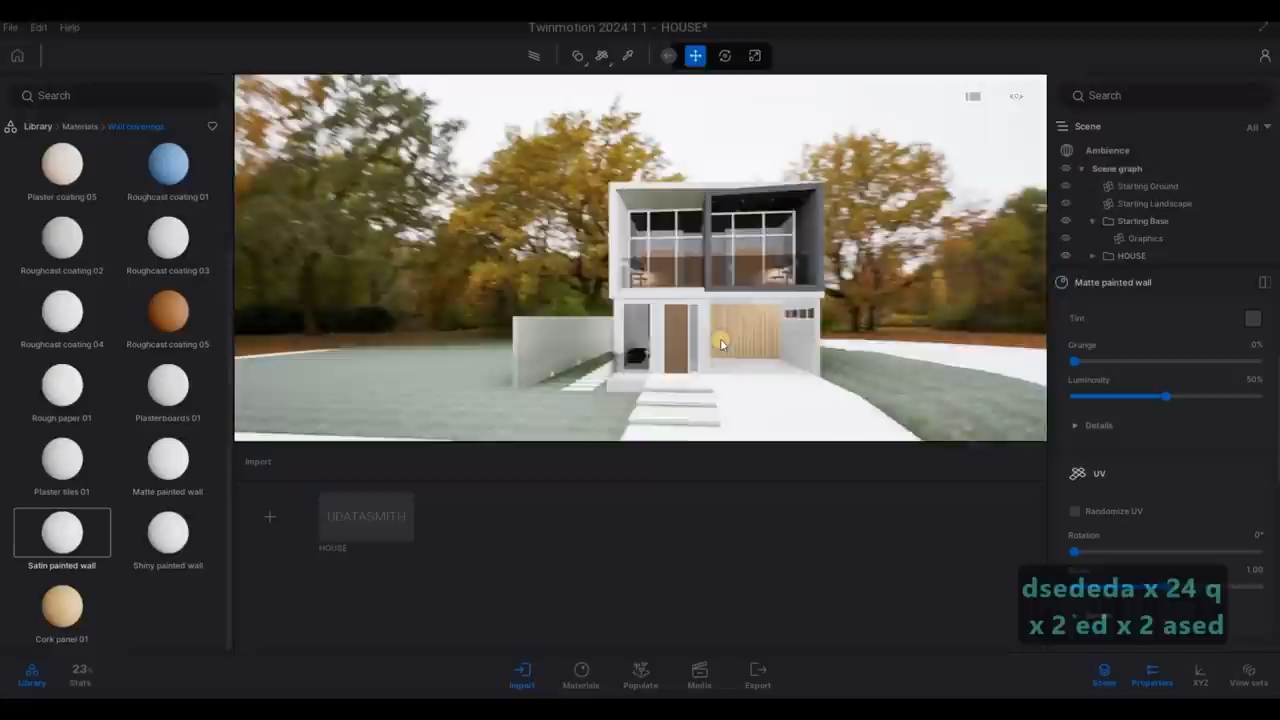 File Edit Help
Twinmotion 2024 1 1 - HOUSE*
Search
Library > Materials > Wall coverings
Plaster coating 05
Roughcast coating 01
Roughcast coating 02
Roughcast coating 03
Roughcast coating 04
Roughcast coating 05
Rough paper 01
Plasterboards 01
Plaster tiles 01
Matte painted wall
Satin painted wall
Shiny painted wall
Cork panel 01
Library
23%
Stats
Import
UDATASMITH
HOUSE
Import
Materials
Populate
Media
Export
Search
Scene
All
Ambience
Scene graph
Starting Ground
Starting Landscape
Starting Base
Graphics
HOUSE
Matte painted wall
Tint
Grunge
0%
Luminosity
50%
Details
UV
Randomize UV
Rotation
0°
1.00
dsededa x 24 q
x 2 ed x 2 ased
Scene
Properties
XYZ
View sets